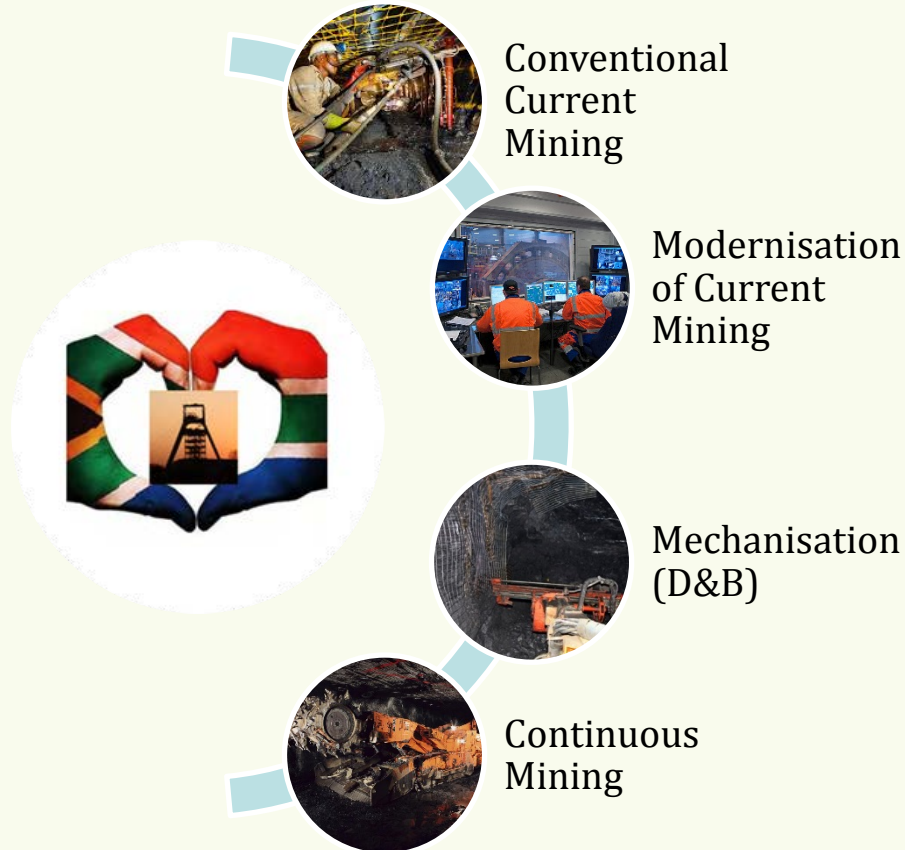 Conventional
Current
Mining
Modernisation
of Current
Mining
Mechanisation
(D&B)
Continuous
Mining